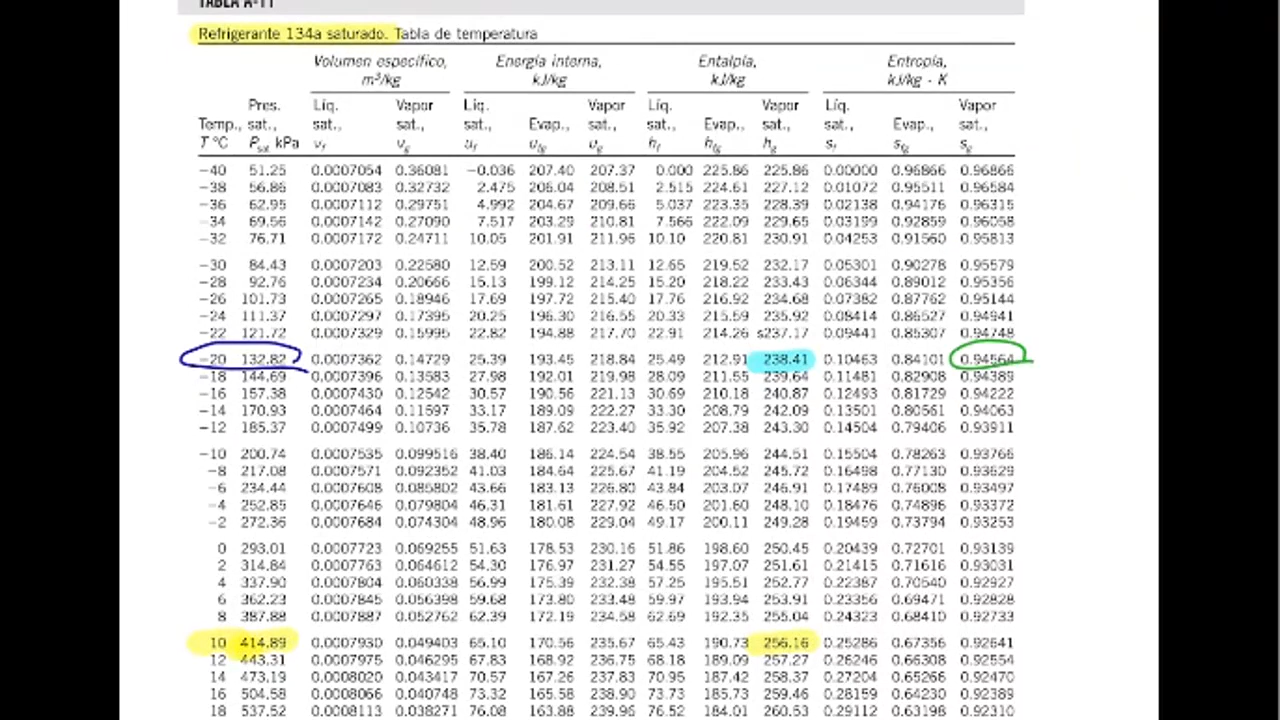 TABLA A-11
Refrigerante 134a saturado. Tabla de temperatura
Volumen específico, Energía interna, Entalpía, Entropía,
m³/kg kJ/kg kJ/kg kJ/kg · K
Pres. Líq. Vapor Líq. Vapor Líq. Vapor Líq. Vapor
Temp., sat., sat., sat., sat., Evap., sat., sat., Evap., sat., sat., Evap., sat.,
T °C Psat kPa vf vg uf ufg ug hf hfg hg sf sfg sg
−40 51.25 0.0007054 0.36081 −0.036 207.40 207.37 0.000 225.86 225.86 0.00000 0.96866 0.96866
−38 56.86 0.0007083 0.32732 2.475 206.04 208.51 2.515 224.61 227.12 0.01072 0.95511 0.96584
−36 62.95 0.0007112 0.29751 4.992 204.67 209.66 5.037 223.35 228.39 0.02138 0.94176 0.96315
−34 69.56 0.0007142 0.27090 7.517 203.29 210.81 7.566 222.09 229.65 0.03199 0.92859 0.96058
−32 76.71 0.0007172 0.24711 10.05 201.91 211.96 10.10 220.81 230.91 0.04253 0.91560 0.95813
−30 84.43 0.0007203 0.22580 12.59 200.52 213.11 12.65 219.52 232.17 0.05301 0.90278 0.95579
−28 92.76 0.0007234 0.20666 15.13 199.12 214.25 15.20 218.22 233.43 0.06344 0.89012 0.95356
−26 101.73 0.0007265 0.18946 17.69 197.72 215.40 17.76 216.92 234.68 0.07382 0.87762 0.95144
−24 111.37 0.0007297 0.17395 20.25 196.30 216.55 20.33 215.59 235.92 0.08414 0.86527 0.94941
−22 121.72 0.0007329 0.15995 22.82 194.88 217.70 22.91 214.26 s237.17 0.09441 0.85307 0.94748
−20 132.82 0.0007362 0.14729 25.39 193.45 218.84 25.49 212.91 238.41 0.10463 0.84101 0.94564
−18 144.69 0.0007396 0.13583 27.98 192.01 219.98 28.09 211.55 239.64 0.11481 0.82908 0.94389
−16 157.38 0.0007430 0.12542 30.57 190.56 221.13 30.69 210.18 240.87 0.12493 0.81729 0.94222
−14 170.93 0.0007464 0.11597 33.17 189.09 222.27 33.30 208.79 242.09 0.13501 0.80561 0.94063
−12 185.37 0.0007499 0.10736 35.78 187.62 223.40 35.92 207.38 243.30 0.14504 0.79406 0.93911
−10 200.74 0.0007535 0.099516 38.40 186.14 224.54 38.55 205.96 244.51 0.15504 0.78263 0.93766
−8 217.08 0.0007571 0.092352 41.03 184.64 225.67 41.19 204.52 245.72 0.16498 0.77130 0.93629
−6 234.44 0.0007608 0.085802 43.66 183.13 226.80 43.84 203.07 246.91 0.17489 0.76008 0.93497
−4 252.85 0.0007646 0.079804 46.31 181.61 227.92 46.50 201.60 248.10 0.18476 0.74896 0.93372
−2 272.36 0.0007684 0.074304 48.96 180.08 229.04 49.17 200.11 249.28 0.19459 0.73794 0.93253
0 293.01 0.0007723 0.069255 51.63 178.53 230.16 51.86 198.60 250.45 0.20439 0.72701 0.93139
2 314.84 0.0007763 0.064612 54.30 176.97 231.27 54.55 197.07 251.61 0.21415 0.71616 0.93031
4 337.90 0.0007804 0.060338 56.99 175.39 232.38 57.25 195.51 252.77 0.22387 0.70540 0.92927
6 362.23 0.0007845 0.056398 59.68 173.80 233.48 59.97 193.94 253.91 0.23356 0.69471 0.92828
8 387.88 0.0007887 0.052762 62.39 172.19 234.58 62.69 192.35 255.04 0.24323 0.68410 0.92733
10 414.89 0.0007930 0.049403 65.10 170.56 235.67 65.43 190.73 256.16 0.25286 0.67356 0.92641
12 443.31 0.0007975 0.046295 67.83 168.92 236.75 68.18 189.09 257.27 0.26246 0.66308 0.92554
14 473.19 0.0008020 0.043417 70.57 167.26 237.83 70.95 187.42 258.37 0.27204 0.65266 0.92470
16 504.58 0.0008066 0.040748 73.32 165.58 238.90 73.73 185.73 259.46 0.28159 0.64230 0.92389
18 537.52 0.0008113 0.038271 76.08 163.88 239.96 76.52 184.01 260.53 0.29112 0.63198 0.92310